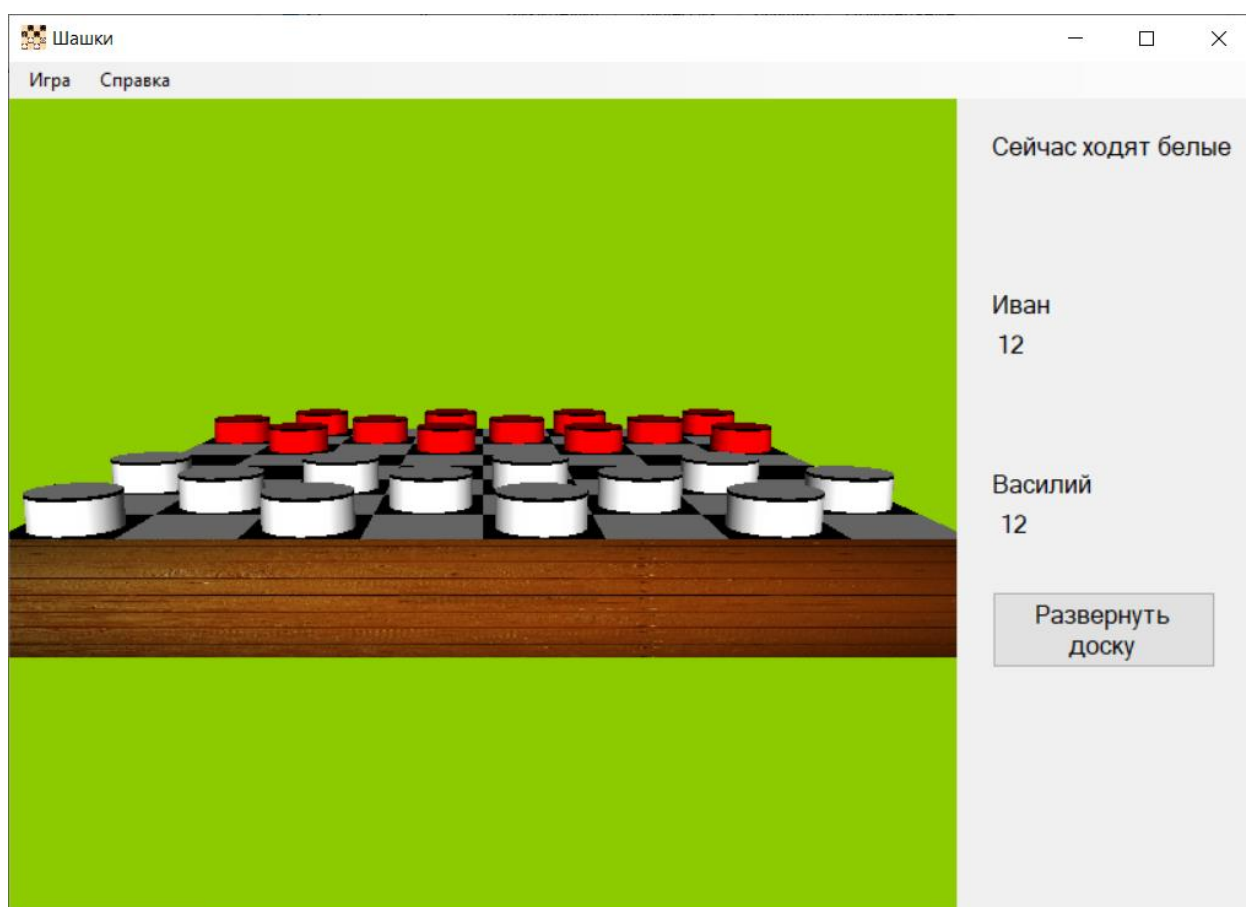 Шашки
Игра Справка
Сейчас ходят белые
Иван
12
Василий
12
Развернуть
доску